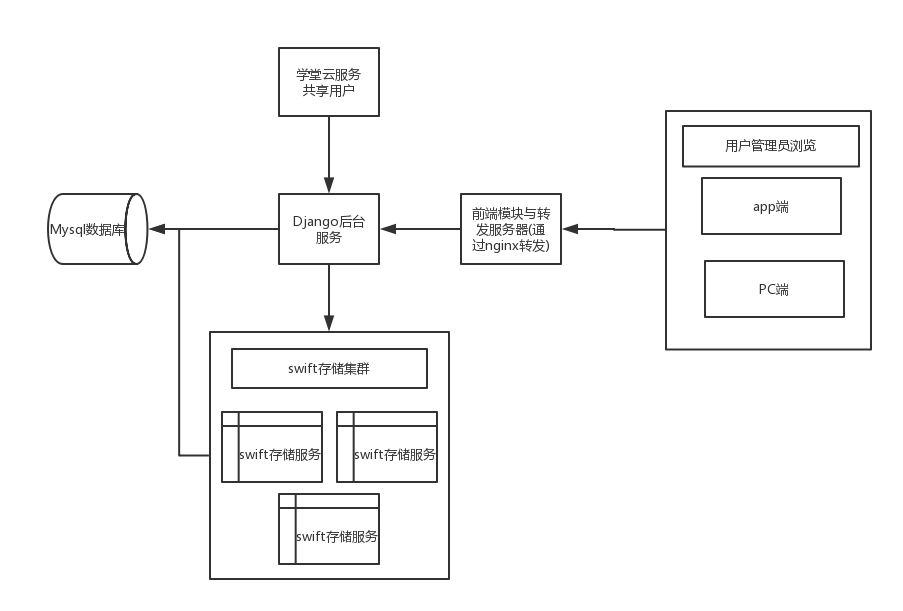 学堂云服务
共享用户
用户管理员浏览
app端
PC端
Mysql数据库
Django后台
服务
前端模块与转
发服务器(通
过nginx转发)
swift存储集群
swift存储服务
swift存储服务
swift存储服务